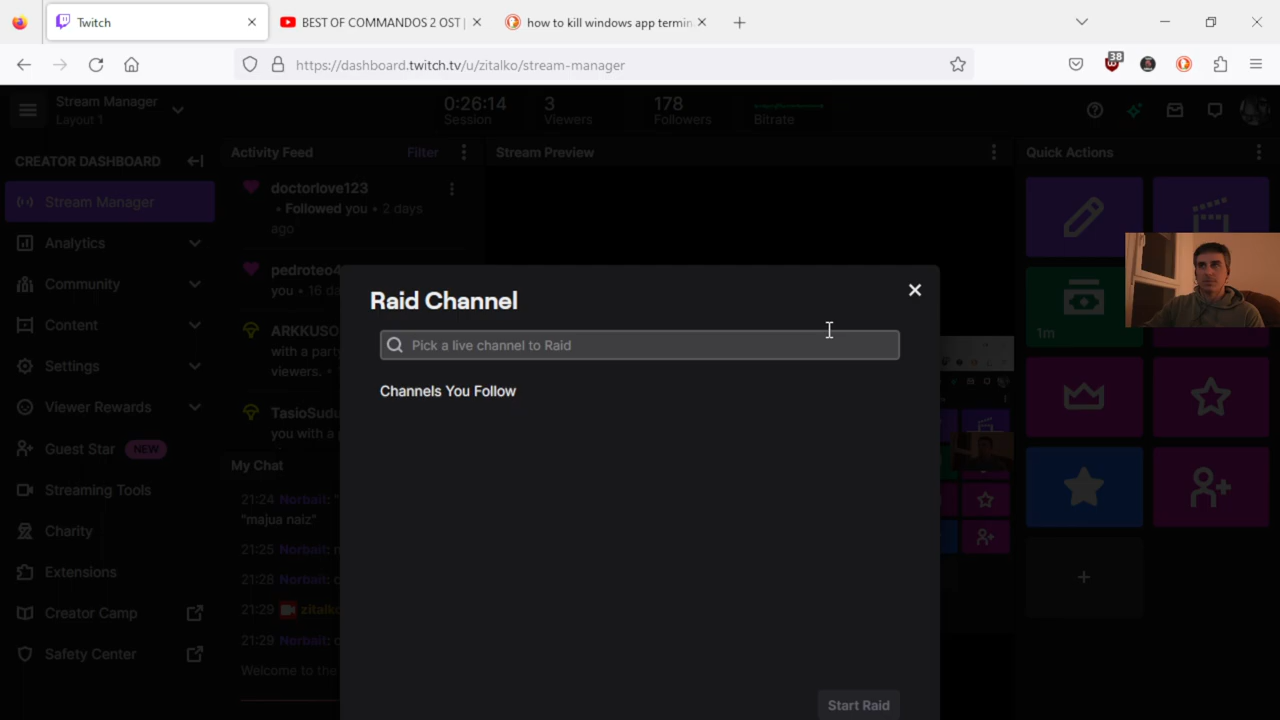 Twitch
BEST OF COMMANDOS 2 OST |
how to kill windows app termin
https://dashboard.twitch.tv/u/zitalko/stream-manager
38
Stream Manager
Layout 1
0:26:14
Session
3
Viewers
178
Followers
Bitrate
CREATOR DASHBOARD
Stream Manager
Analytics
Community
Content
Settings
Viewer Rewards
Guest Star NEW
Streaming Tools
Charity
Extensions
Creator Camp
Safety Center
Activity Feed
Filter
doctorlove123
• Followed you • 2 days
ago
pedroteo4
you • 16 da
ARKKUSO
with a party
viewers. •
TasioSudu
you with a p
My Chat
21:24 Norbait: "
"majua naiz"
21:25 Norbait:
21:28 Norbait:
21:29 zitalko
21:29 Norbait:
Welcome to the
Stream Preview
Raid Channel
Pick a live channel to Raid
Channels You Follow
Start Raid
Quick Actions
1m